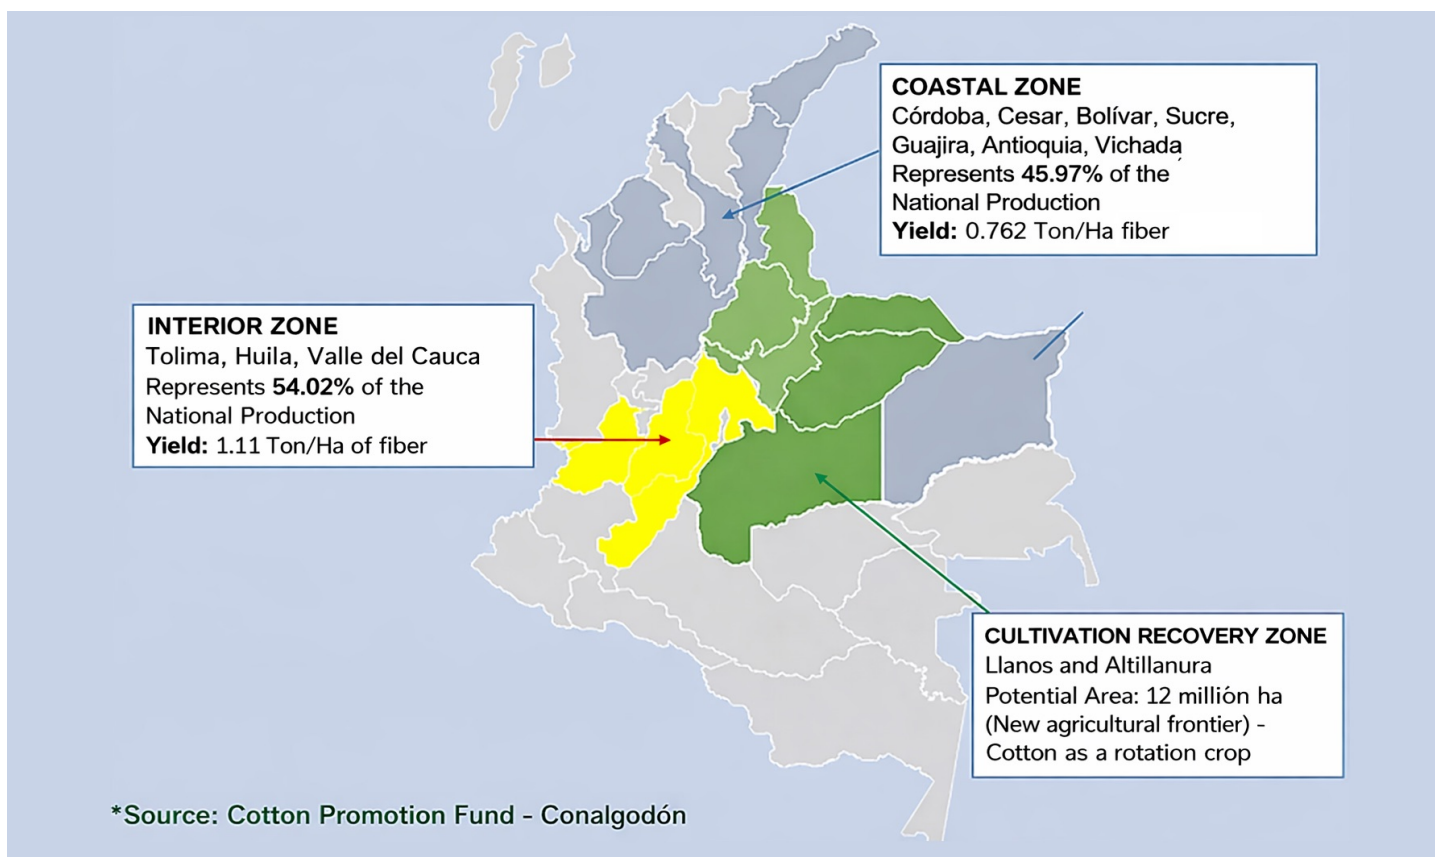 COASTAL ZONE
Córdoba, Cesar, Bolívar, Sucre,
Guajira, Antioquia, Vichada
Represents 45.97% of the
National Production
Yield: 0.762 Ton/Ha fiber
INTERIOR ZONE
Tolima, Huila, Valle del Cauca
Represents 54.02% of the
National Production
Yield: 1.11 Ton/Ha of fiber
CULTIVATION RECOVERY ZONE
Llanos and Altillanura
Potential Area: 12 millión ha
(New agricultural frontier) -
Cotton as a rotation crop
*Source: Cotton Promotion Fund - Conalgodón